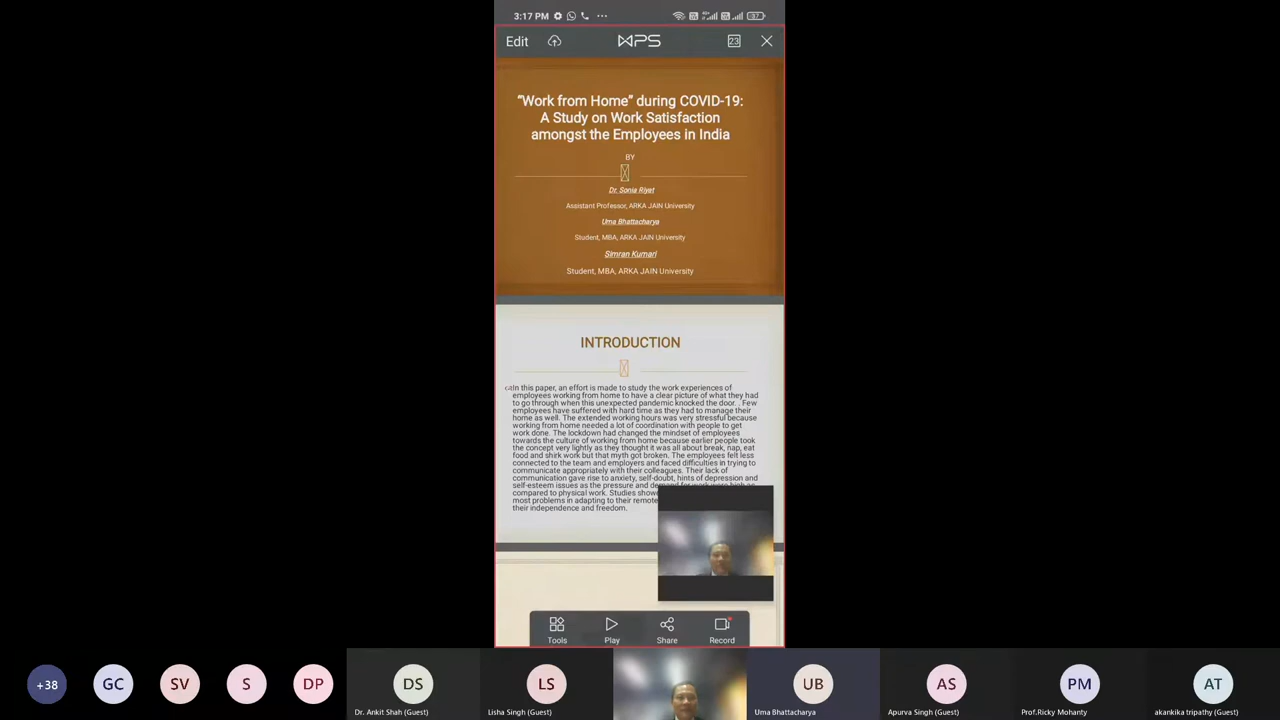 3:17 PM
37
Edit
WPS
23
“Work from Home” during COVID-19:
A Study on Work Satisfaction
amongst the Employees in India
BY
Dr. Sonia Riyat
Assistant Professor, ARKA JAIN University
Uma Bhattacharya
Student, MBA, ARKA JAIN University
Simran Kumari
Student, MBA, ARKA JAIN University
INTRODUCTION
In this paper, an effort is made to study the work experiences of
employees working from home to have a clear picture of what they had
to go through when this unexpected pandemic knocked the door. . Few
employees have suffered with hard time as they had to manage their
home as well. The extended working hours was very stressful because
working from home needed a lot of coordination with people to get
work done. The lockdown had changed the mindset of employees
towards the culture of working from home because earlier people took
the concept very lightly as they thought it was all about break, nap, eat
food and shirk work but that myth got broken. The employees felt less
connected to the team and employers and faced difficulties in trying to
communicate appropriately with their colleagues. Their lack of
communication gave rise to anxiety, self-doubt, hints of depression and
self-esteem issues as the pressure and demand for work were high as
compared to physical work. Studies
most problems in adapting to their
their independence and freedom.
Tools
Play
Share
Record
+38
GC
SV
S
DP
DS
LS
UB
AS
PM
AT
Dr. Ankit Shah (Guest)
Lisha Singh (Guest)
Uma Bhattacharya
Apurva Singh (Guest)
Prof.Ricky Mohanty
akankika tripathy (Guest)